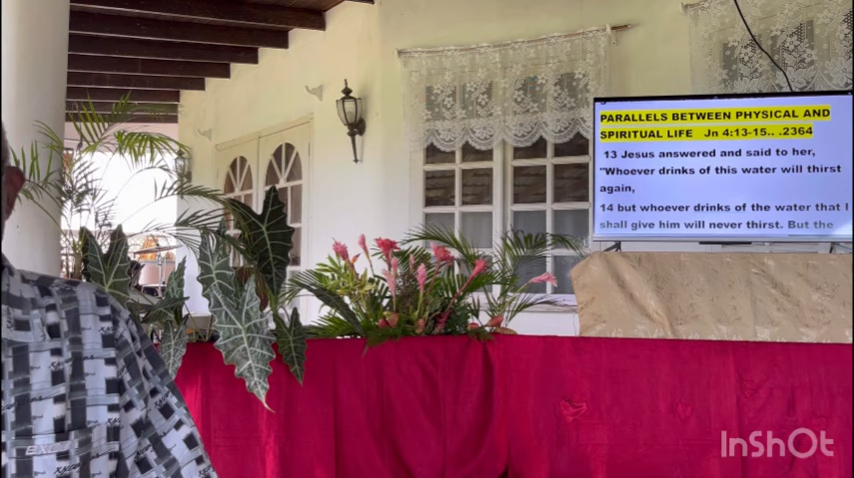 PARALLELS BETWEEN PHYSICAL AND
SPIRITUAL LIFE Jn 4:13-15.. .2364
13 Jesus answered and said to her,
"Whoever drinks of this water will thirst
again,
14 but whoever drinks of the water that I
shall give him will never thirst. But the
InShOt